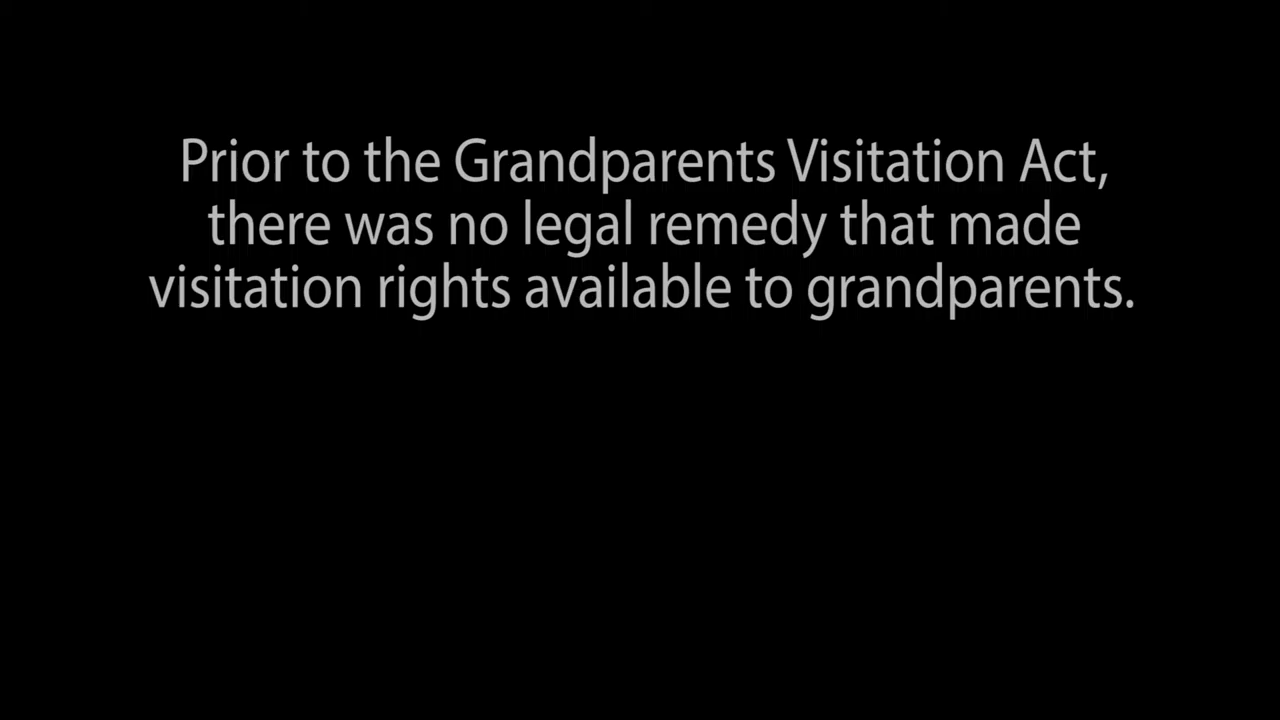 Prior to the Grandparents Visitation Act,
there was no legal remedy that made
visitation rights available to grandparents.